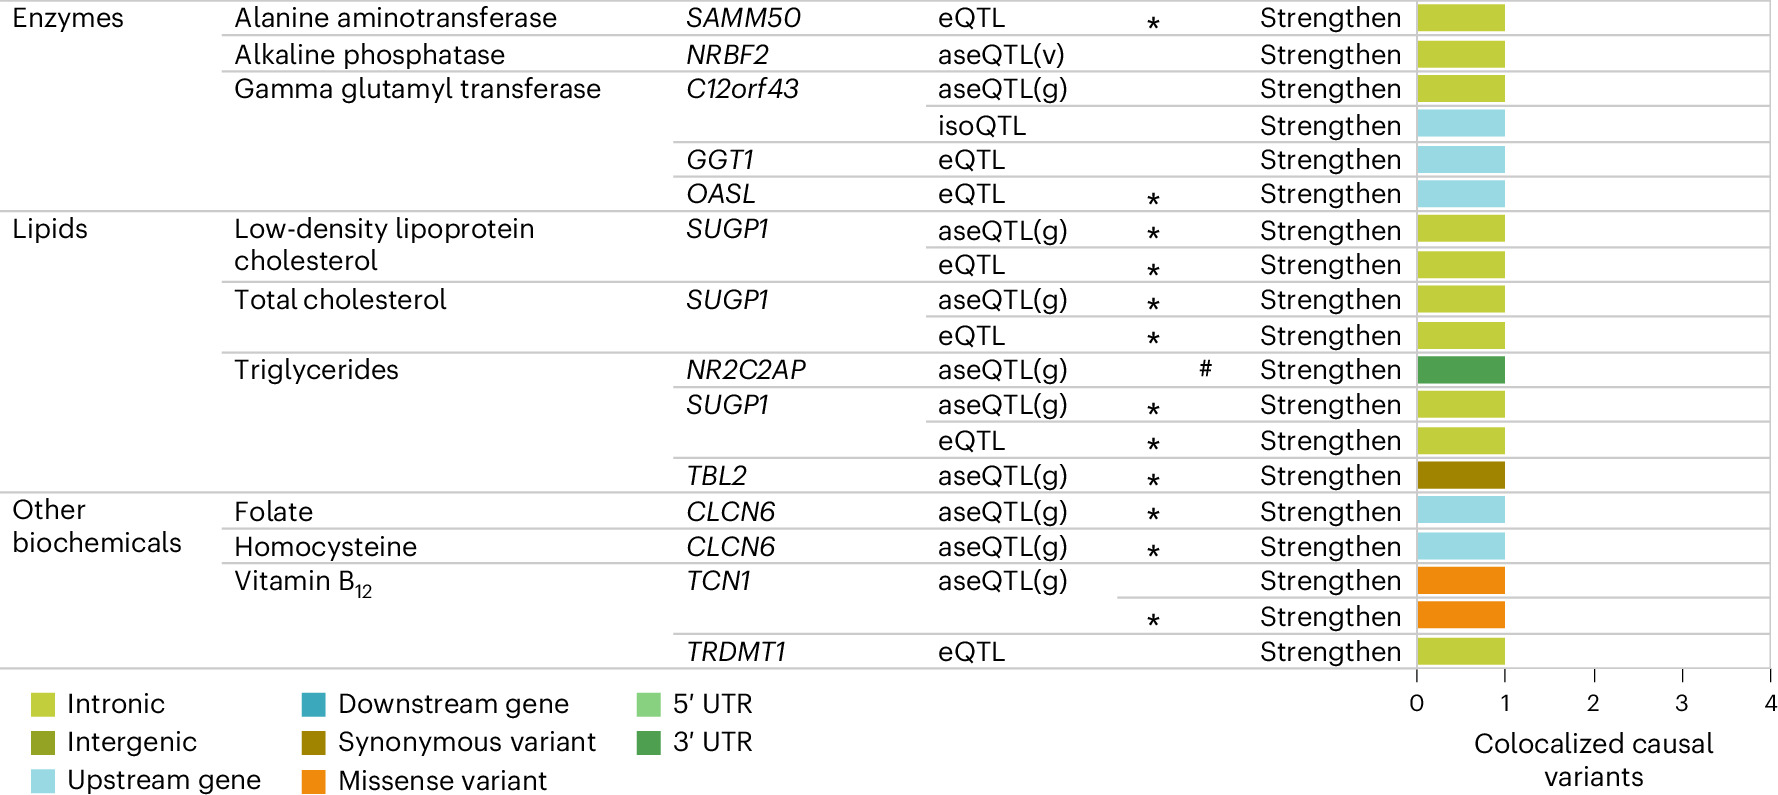 Enzymes Alanine aminotransferase SAMM50 eQTL * Strengthen
Alkaline phosphatase NRBF2 aseQTL(v) Strengthen
Gamma glutamyl transferase C12orf43 aseQTL(g) Strengthen
isoQTL Strengthen
GGT1 eQTL Strengthen
OASL eQTL * Strengthen
Lipids Low-density lipoprotein SUGP1 aseQTL(g) * Strengthen
cholesterol eQTL * Strengthen
Total cholesterol SUGP1 aseQTL(g) * Strengthen
eQTL * Strengthen
Triglycerides NR2C2AP aseQTL(g) # Strengthen
SUGP1 aseQTL(g) * Strengthen
eQTL * Strengthen
TBL2 aseQTL(g) * Strengthen
Other Folate CLCN6 aseQTL(g) * Strengthen
biochemicals Homocysteine CLCN6 aseQTL(g) * Strengthen
Vitamin B12 TCN1 aseQTL(g) Strengthen
* Strengthen
TRDMT1 eQTL Strengthen
Intronic Downstream gene 5′ UTR 0 1 2 3 4
Intergenic Synonymous variant 3′ UTR Colocalized causal
Upstream gene Missense variant variants